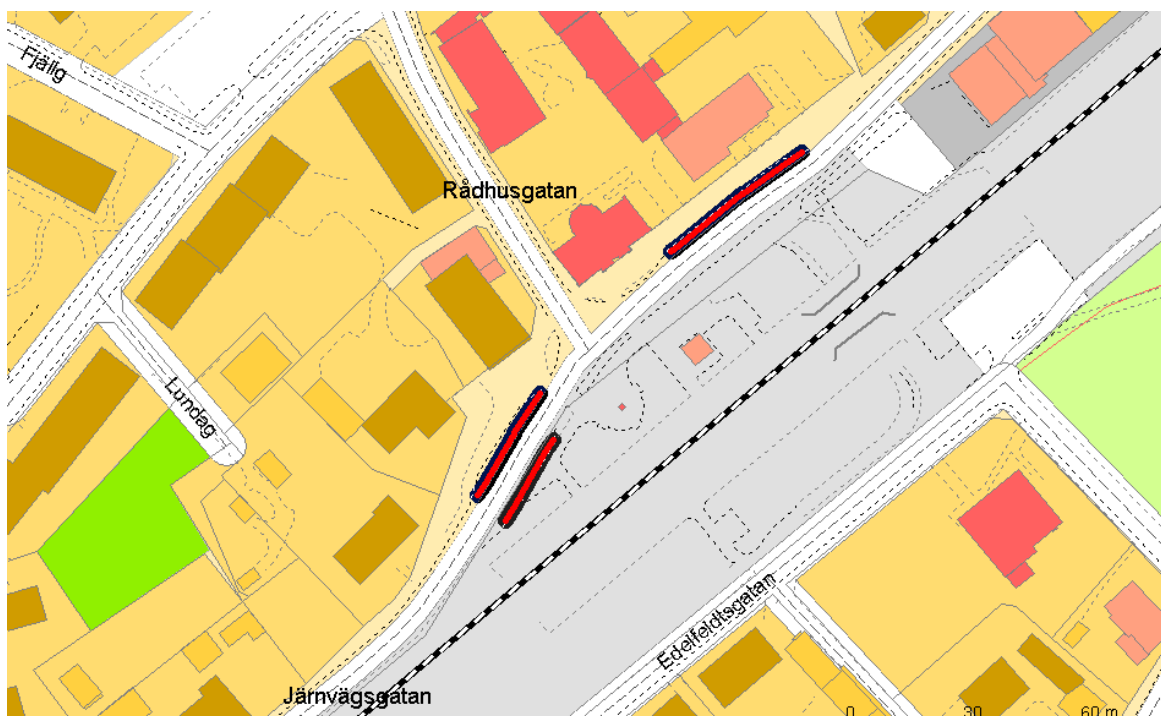 Fjällg
Rådhusgatan
Lundag
Edelfeldtsgatan
Järnvägsgatan
0 30 60 m